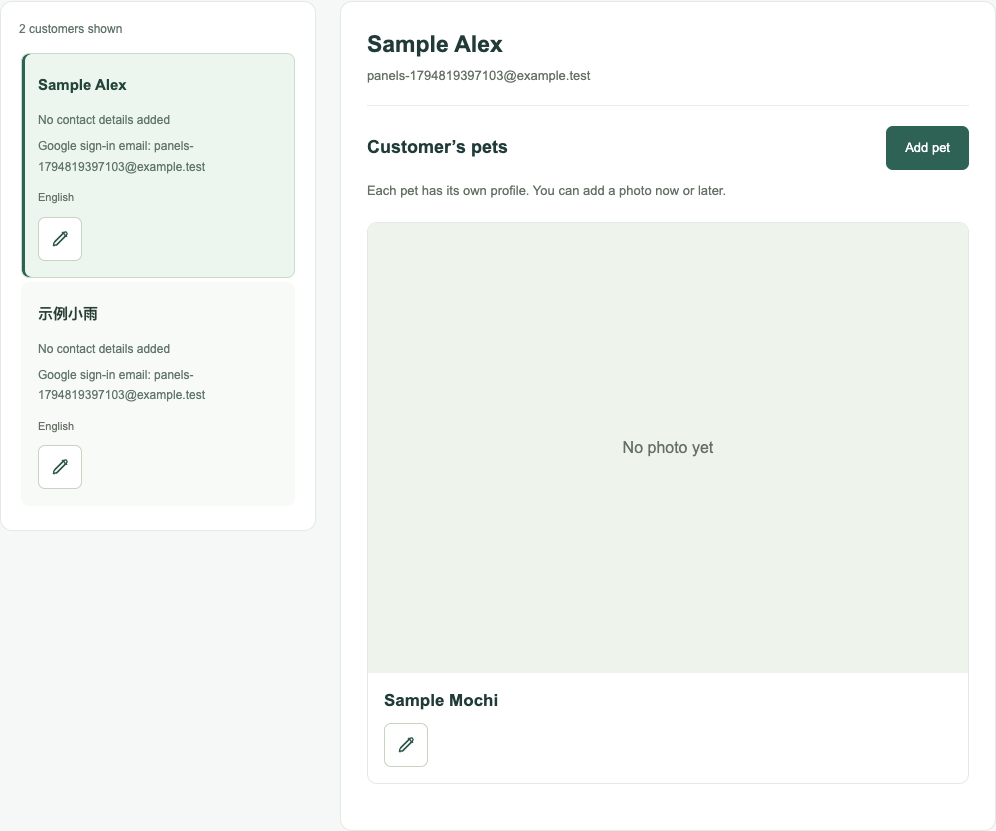 2 customers shown
Sample Alex
No contact details added
Google sign-in email: panels-
1794819397103@example.test
English
示例小雨
No contact details added
Google sign-in email: panels-
1794819397103@example.test
English
Sample Alex
panels-1794819397103@example.test
Customer’s pets
Add pet
Each pet has its own profile. You can add a photo now or later.
No photo yet
Sample Mochi